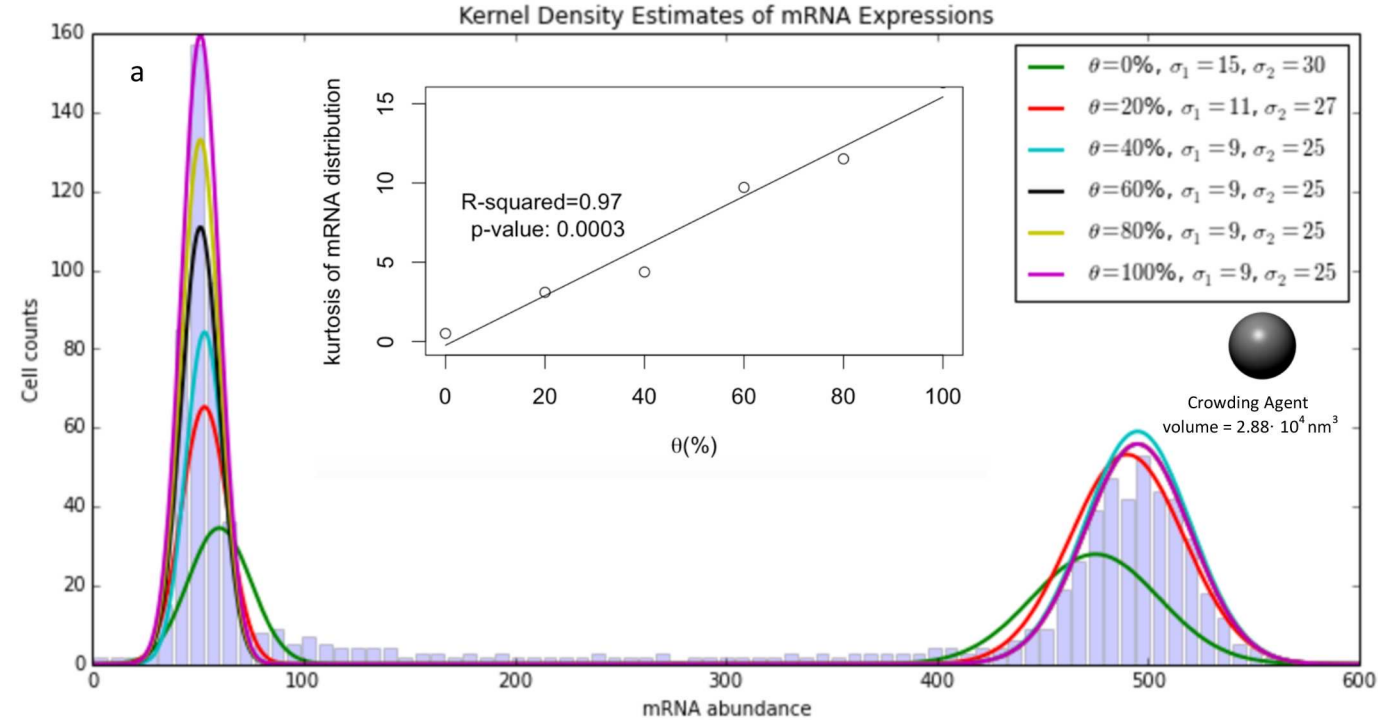 Kernel Density Estimates of mRNA Expressions
a
Cell counts
160
140
120
100
80
60
40
20
0
0
100
200
300
400
500
600
mRNA abundance
kurtosis of mRNA distribution
15
10
5
0
R-squared=0.97
p-value: 0.0003
0
20
40
60
80
100
θ(%)
θ=0%, σ₁ =15, σ₂ =30
θ=20%, σ₁ =11, σ₂ =27
θ=40%, σ₁ =9, σ₂ =25
θ=60%, σ₁ =9, σ₂ =25
θ=80%, σ₁ =9, σ₂ =25
θ=100%, σ₁ =9, σ₂ =25
Crowding Agent
volume = 2.88· 10⁴ nm³